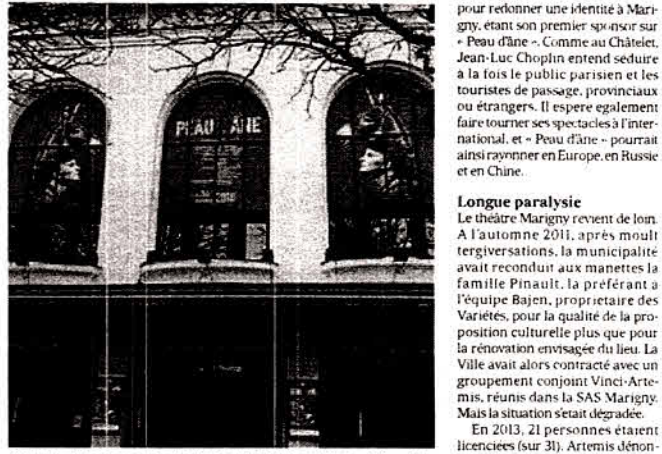 PEAU D'ANE
pour redonner une identité à Mari-
gny, étant son premier sponsor sur
« Peau d'âne ». Comme au Châtelet,
Jean-Luc Choplin entend séduire
à la fois le public parisien et les
touristes de passage, provinciaux
ou étrangers. Il espere egalement
faire tourner ses spectacles à l'inter-
national, et « Peau d'âne » pourrait
ainsi rayonner en Europe, en Russie
et en Chine.
Longue paralysie
Le théâtre Marigny revient de loin.
A l'automne 2011, après moult
tergiversations, la municipalité
avait reconduit aux manettes la
famille Pinault, la préférant a
l'équipe Bajen, proprietaire des
Variétés, pour la qualité de la pro-
position culturelle plus que pour
la rénovation envisagée du lieu. La
Ville avait alors contracté avec un
groupement conjoint Vinci-Arte-
mis, réunis dans la SAS Marigny.
Mais la situation s'etait dégradée.
En 2013, 21 personnes étaient
licenciées (sur 31). Artemis dénon-